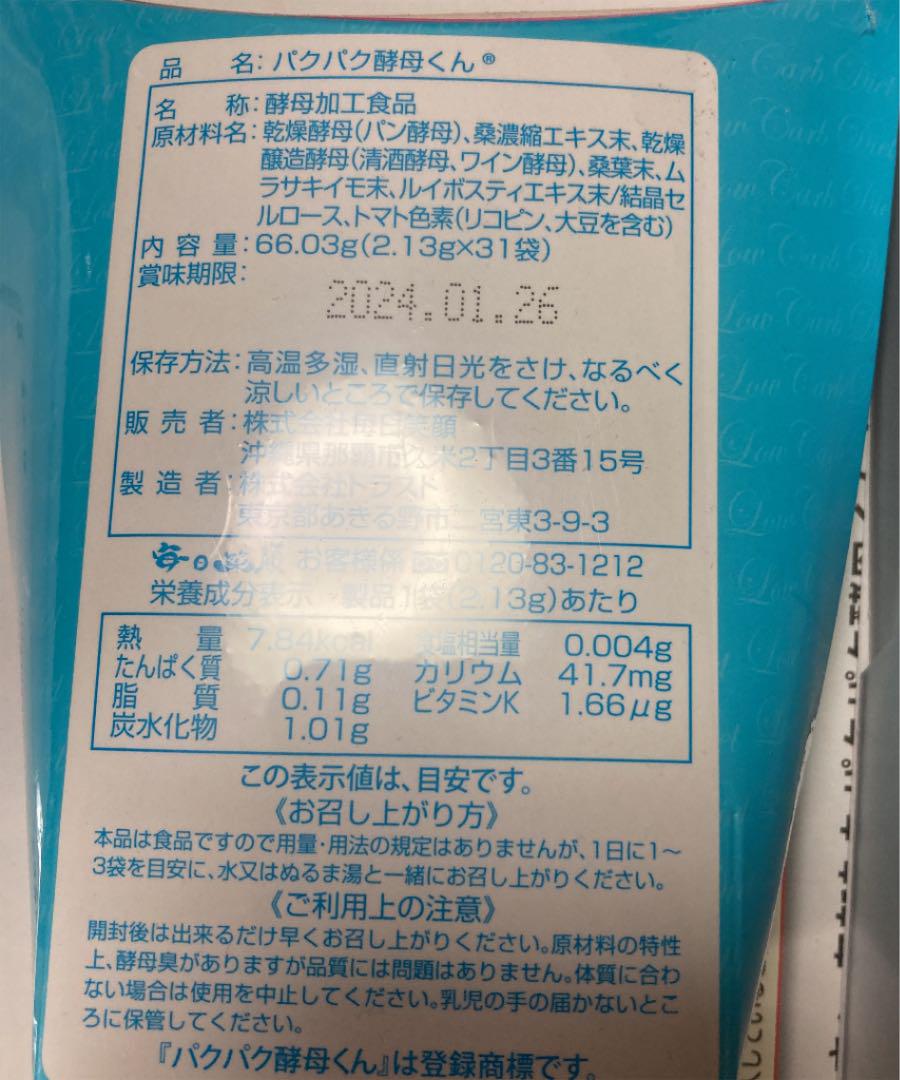 品 名：パクパク酵母くん®
名 称：酵母加工食品
原材料名：乾燥酵母(パン酵母)、桑濃縮エキス末、乾燥
醸造酵母(清酒酵母、ワイン酵母)、桑葉末、ム
ラサキイモ末、ルイボスティエキス末/結晶セ
ルロース、トマト色素(リコピン、大豆を含む)
内 容 量：66.03g(2.13g×31袋)
賞味期限：
2024.01.26
保存方法：高温多湿、直射日光をさけ、なるべく
涼しいところで保存してください。
販 売 者：株式会社毎日笑顔
沖縄県那覇市久米2丁目3番15号
製 造 者：株式会社トラスト
東京都あきる野市二宮東3-9-3
毎日笑顔 お客様係 0120-83-1212
栄養成分表示 製品1袋(2.13g)あたり
熱 量 7.84kcal 食塩相当量 0.004g
たんぱく質 0.71g カリウム 41.7mg
脂 質 0.11g ビタミンK 1.66μg
炭水化物 1.01g
この表示値は、目安です。
《お召し上がり方》
本品は食品ですので用量・用法の規定はありませんが、1日に1〜
3袋を目安に、水又はぬるま湯と一緒にお召し上がりください。
《ご利用上の注意》
開封後は出来るだけ早くお召し上がりください。原材料の特性
上、酵母臭がありますが品質には問題はありません。体質に合わ
ない場合は使用を中止してください。乳児の手の届かないとこ
ろに保管してください。
『パクパク酵母くん』は登録商標です。